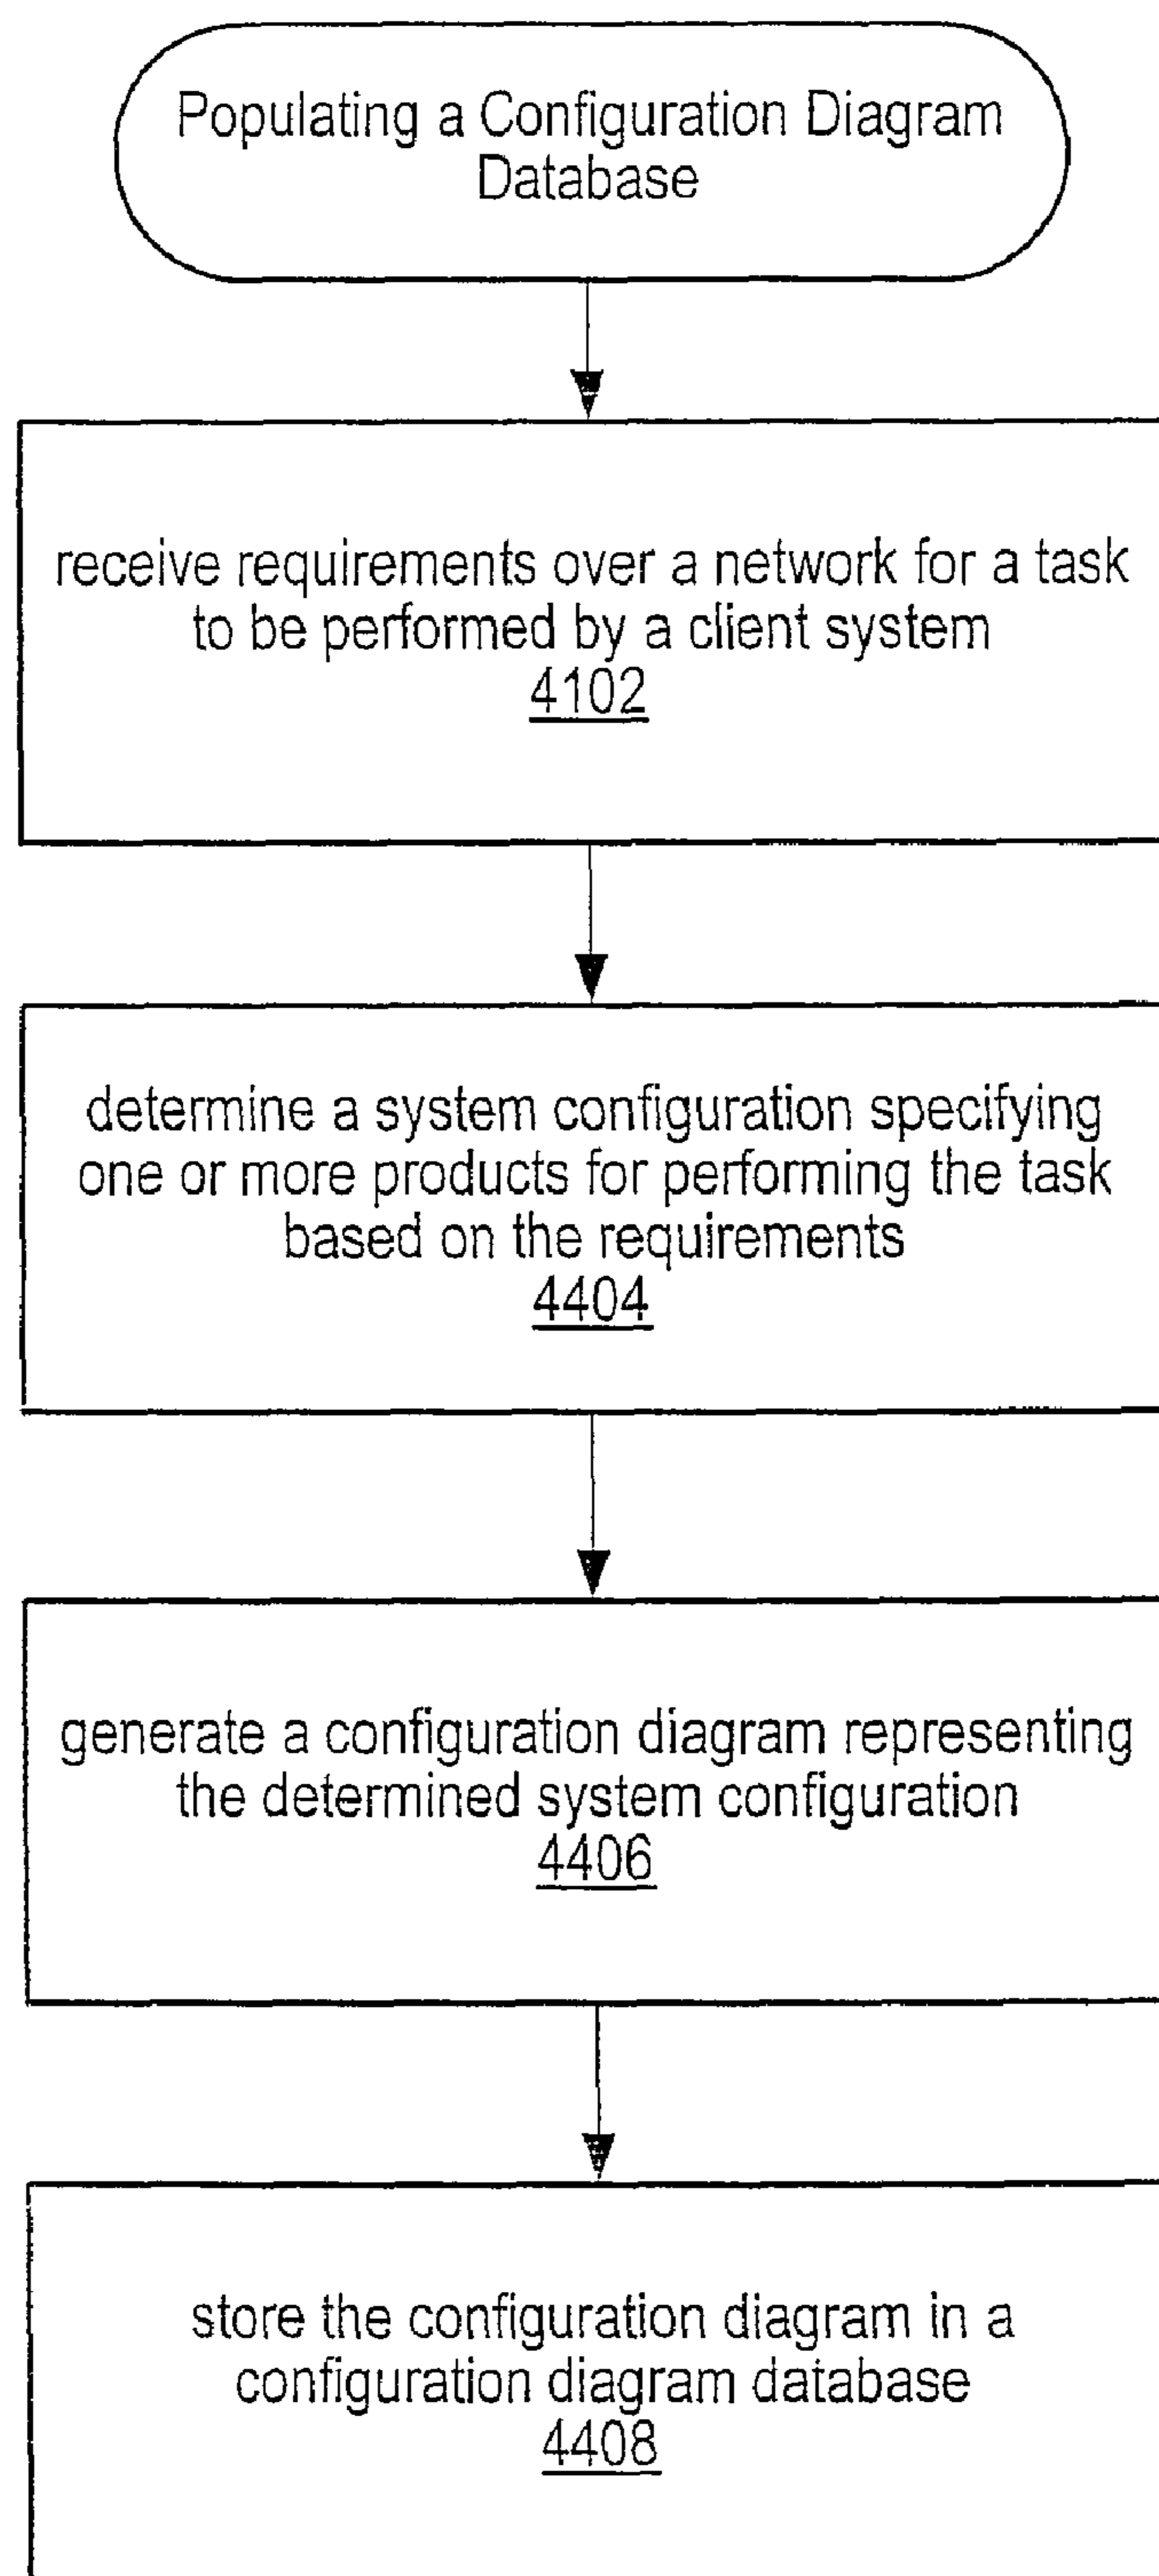 Populating a Configuration Diagram
Database
receive requirements over a network for a task
to be performed by a client system
4102
determine a system configuration specifying
one or more products for performing the task
based on the requirements
4404
generate a configuration diagram representing
the determined system configuration
4406
store the configuration diagram in a
configuration diagram database
4408